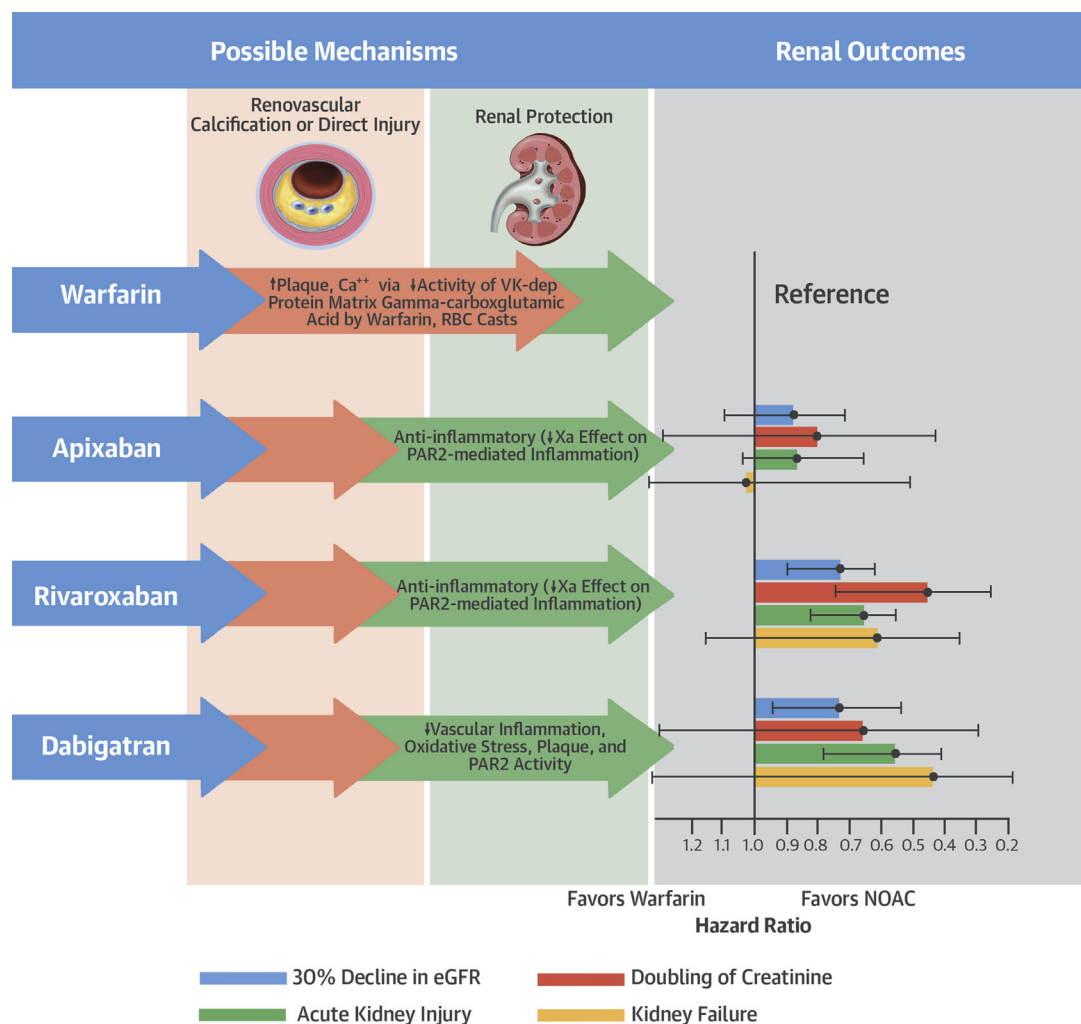 Possible Mechanisms
Renal Outcomes
Renovascular
Calcification or Direct Injury
Renal Protection
Warfarin
↑Plaque, Ca++ via ↓Activity of VK-dep
Protein Matrix Gamma-carboxglutamic
Acid by Warfarin, RBC Casts
Reference
Apixaban
Anti-inflammatory (↓Xa Effect on
PAR2-mediated Inflammation)
Rivaroxaban
Anti-inflammatory (↓Xa Effect on
PAR2-mediated Inflammation)
Dabigatran
↓Vascular Inflammation,
Oxidative Stress, Plaque, and
PAR2 Activity
1.2 1.1 1.0 0.9 0.8 0.7 0.6 0.5 0.4 0.3 0.2
Favors Warfarin
Favors NOAC
Hazard Ratio
30% Decline in eGFR
Doubling of Creatinine
Acute Kidney Injury
Kidney Failure